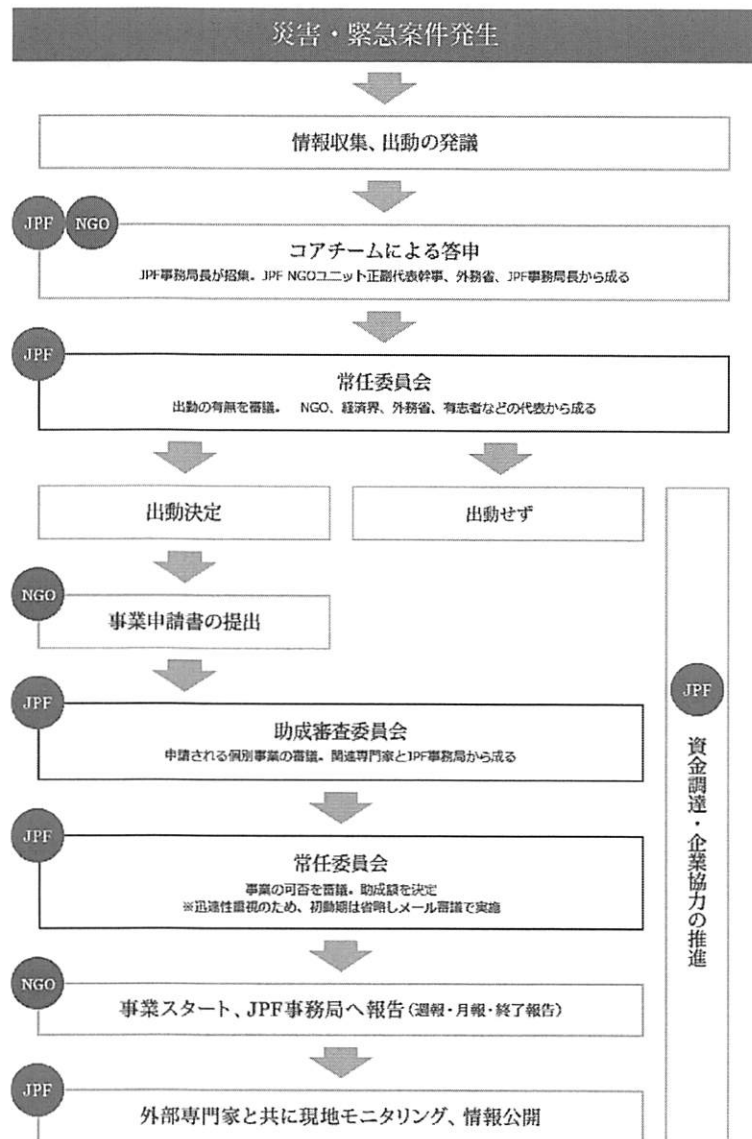 災害・緊急案件発生
情報収集、出動の発議
JPF
NGO
コアチームによる答申
JPF事務局長が招集。JPF NGOユニット正副代表幹事、外務省、JPF事務局長から成る
JPF
常任委員会
出動の有無を審議。 NGO、経済界、外務省、有志者などの代表から成る
出動決定
出動せず
NGO
事業申請書の提出
JPF
助成審査委員会
申請される個別事業の審議。関連専門家とJPF事務局から成る
JPF
常任委員会
事業の可否を審議。助成額を決定
※迅速性重視のため、初動期は省略しメール審議で実施
NGO
事業スタート、JPF事務局へ報告(週報・月報・終了報告)
JPF
外部専門家と共に現地モニタリング、情報公開
JPF
資金調達・企業協力の推進